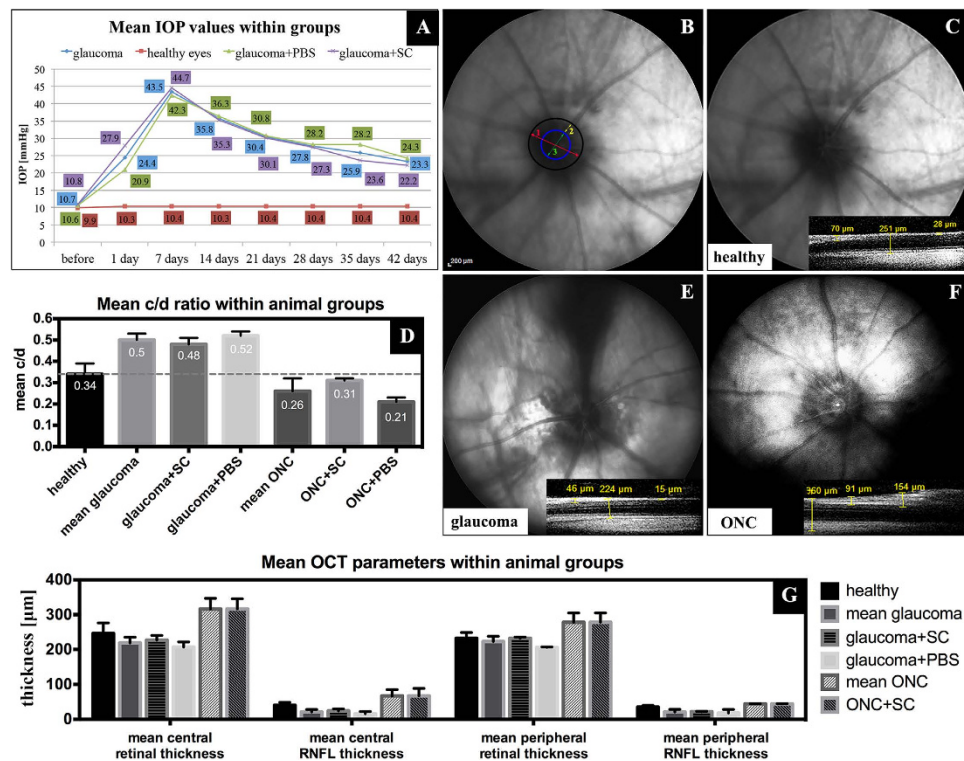 Mean IOP values within groups
A
glaucoma healthy eyes glaucoma+PBS glaucoma+SC
IOP [mmHg]
50
45
40
35
30
25
20
15
10
5
0
43.5 44.7
42.3
36.3
35.8
35.3
30.8
30.4
30.1
28.2
27.8
27.3
28.2
25.9
23.6
24.3
23.3
22.2
27.9
24.4
20.9
10.8
10.7
10.6 9.9
10.3 10.4 10.3 10.4 10.4 10.4 10.4
before 1 day 7 days 14 days 21 days 28 days 35 days 42 days
B
1
2
3
200 µm
C
healthy
70 µm 251 µm 28 µm
Mean c/d ratio within animal groups
D
mean c/d
0.6
0.5
0.4
0.3
0.2
0.1
0.0
0.34
0.5
0.48
0.52
0.26
0.31
0.21
healthy
mean glaucoma
glaucoma+SC
glaucoma+PBS
mean ONC
ONC+SC
ONC+PBS
E
glaucoma
46 µm 224 µm 15 µm
F
ONC
360 µm 91 µm 154 µm
Mean OCT parameters within animal groups
G
thickness [µm]
400
300
200
100
0
mean central
retinal thickness
mean central
RNFL thickness
mean peripheral
retinal thickness
mean peripheral
RNFL thickness
healthy
mean glaucoma
glaucoma+SC
glaucoma+PBS
mean ONC
ONC+SC